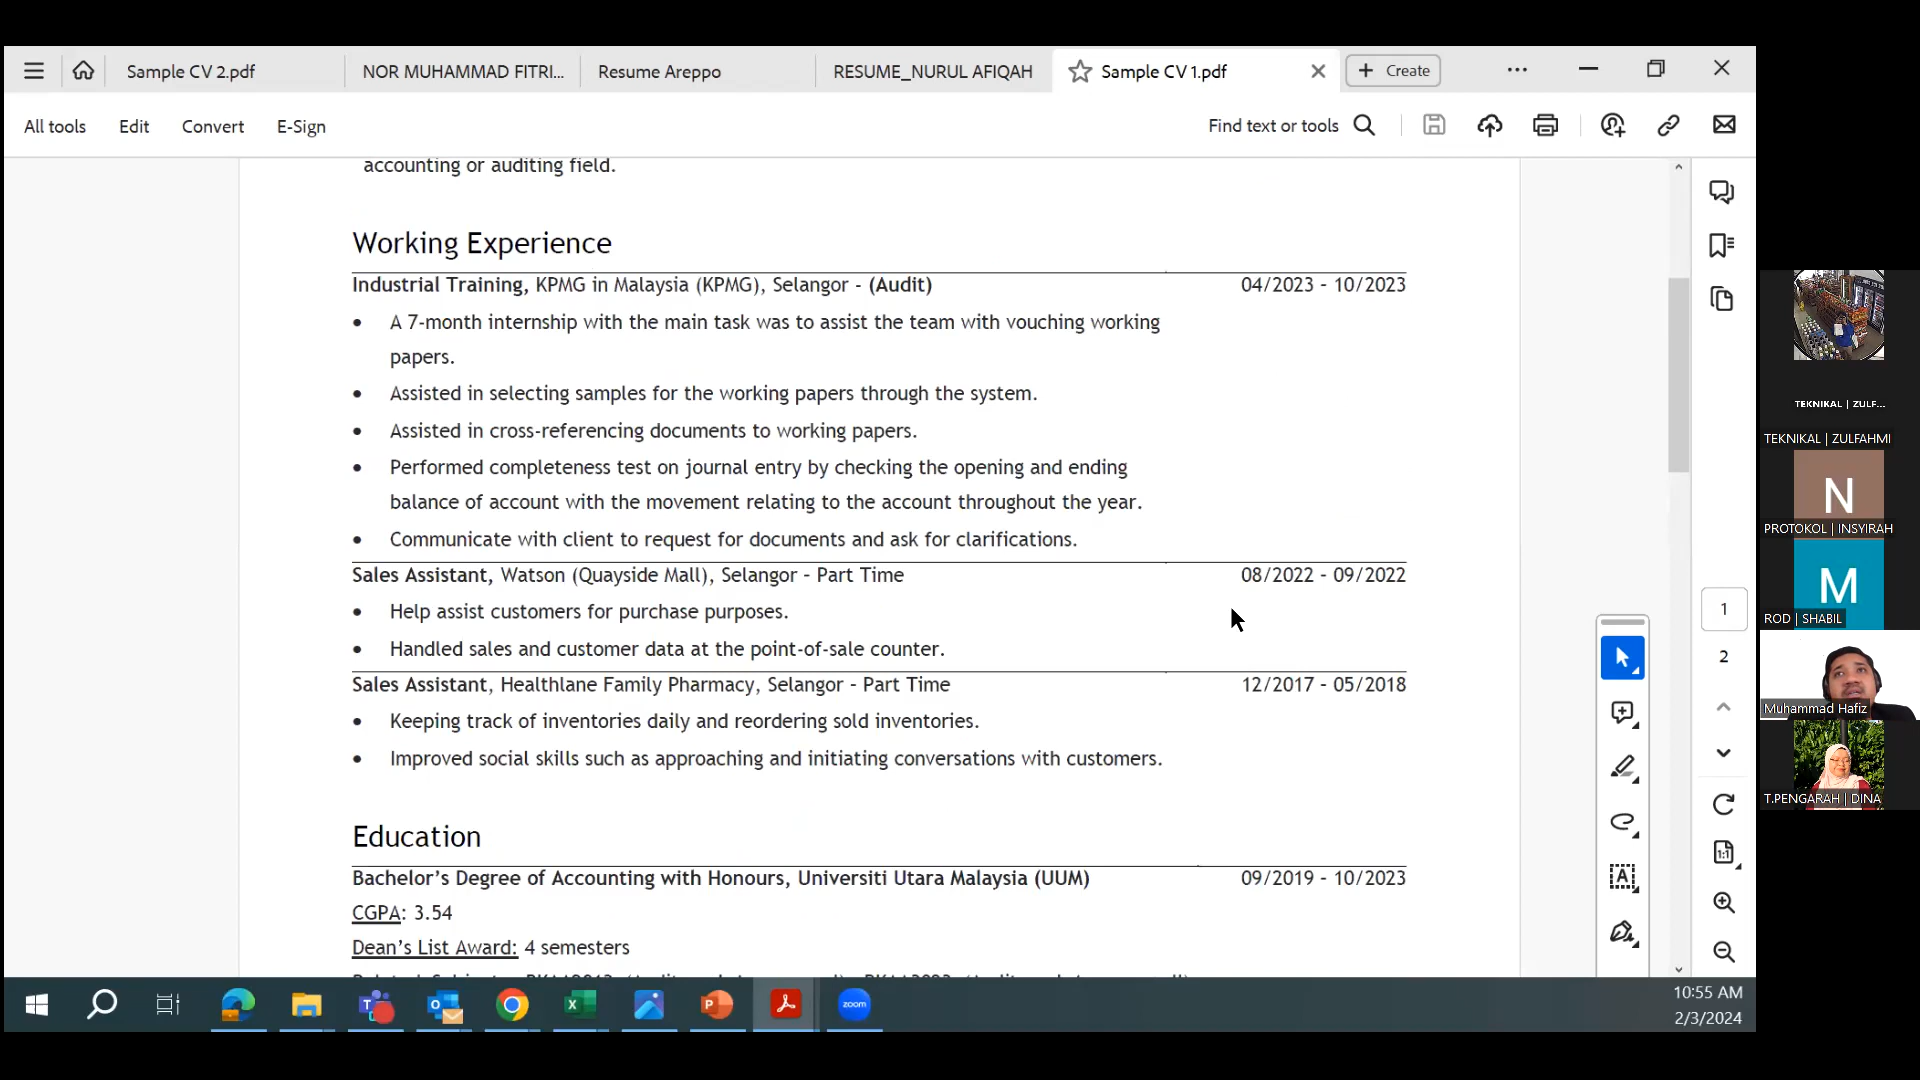 Sample CV 2.pdf
NOR MUHAMMAD FITRI...
Resume Areppo
RESUME_NURUL AFIQAH
Sample CV 1.pdf
Create
All tools
Edit
Convert
E-Sign
Find text or tools
accounting or auditing field.
Working Experience
Industrial Training, KPMG in Malaysia (KPMG), Selangor - (Audit) 04/2023 - 10/2023
• A 7-month internship with the main task was to assist the team with vouching working
papers.
• Assisted in selecting samples for the working papers through the system.
• Assisted in cross-referencing documents to working papers.
• Performed completeness test on journal entry by checking the opening and ending
balance of account with the movement relating to the account throughout the year.
• Communicate with client to request for documents and ask for clarifications.
Sales Assistant, Watson (Quayside Mall), Selangor - Part Time 08/2022 - 09/2022
• Help assist customers for purchase purposes.
• Handled sales and customer data at the point-of-sale counter.
Sales Assistant, Healthlane Family Pharmacy, Selangor - Part Time 12/2017 - 05/2018
• Keeping track of inventories daily and reordering sold inventories.
• Improved social skills such as approaching and initiating conversations with customers.
Education
Bachelor’s Degree of Accounting with Honours, Universiti Utara Malaysia (UUM) 09/2019 - 10/2023
CGPA: 3.54
Dean’s List Award: 4 semesters
1
2
TEKNIKAL | ZULF...
TEKNIKAL | ZULFAHMI
N
PROTOKOL | INSYIRAH
M
ROD | SHABIL
Muhammad Hafiz
T.PENGARAH | DINA
zoom
10:55 AM
2/3/2024